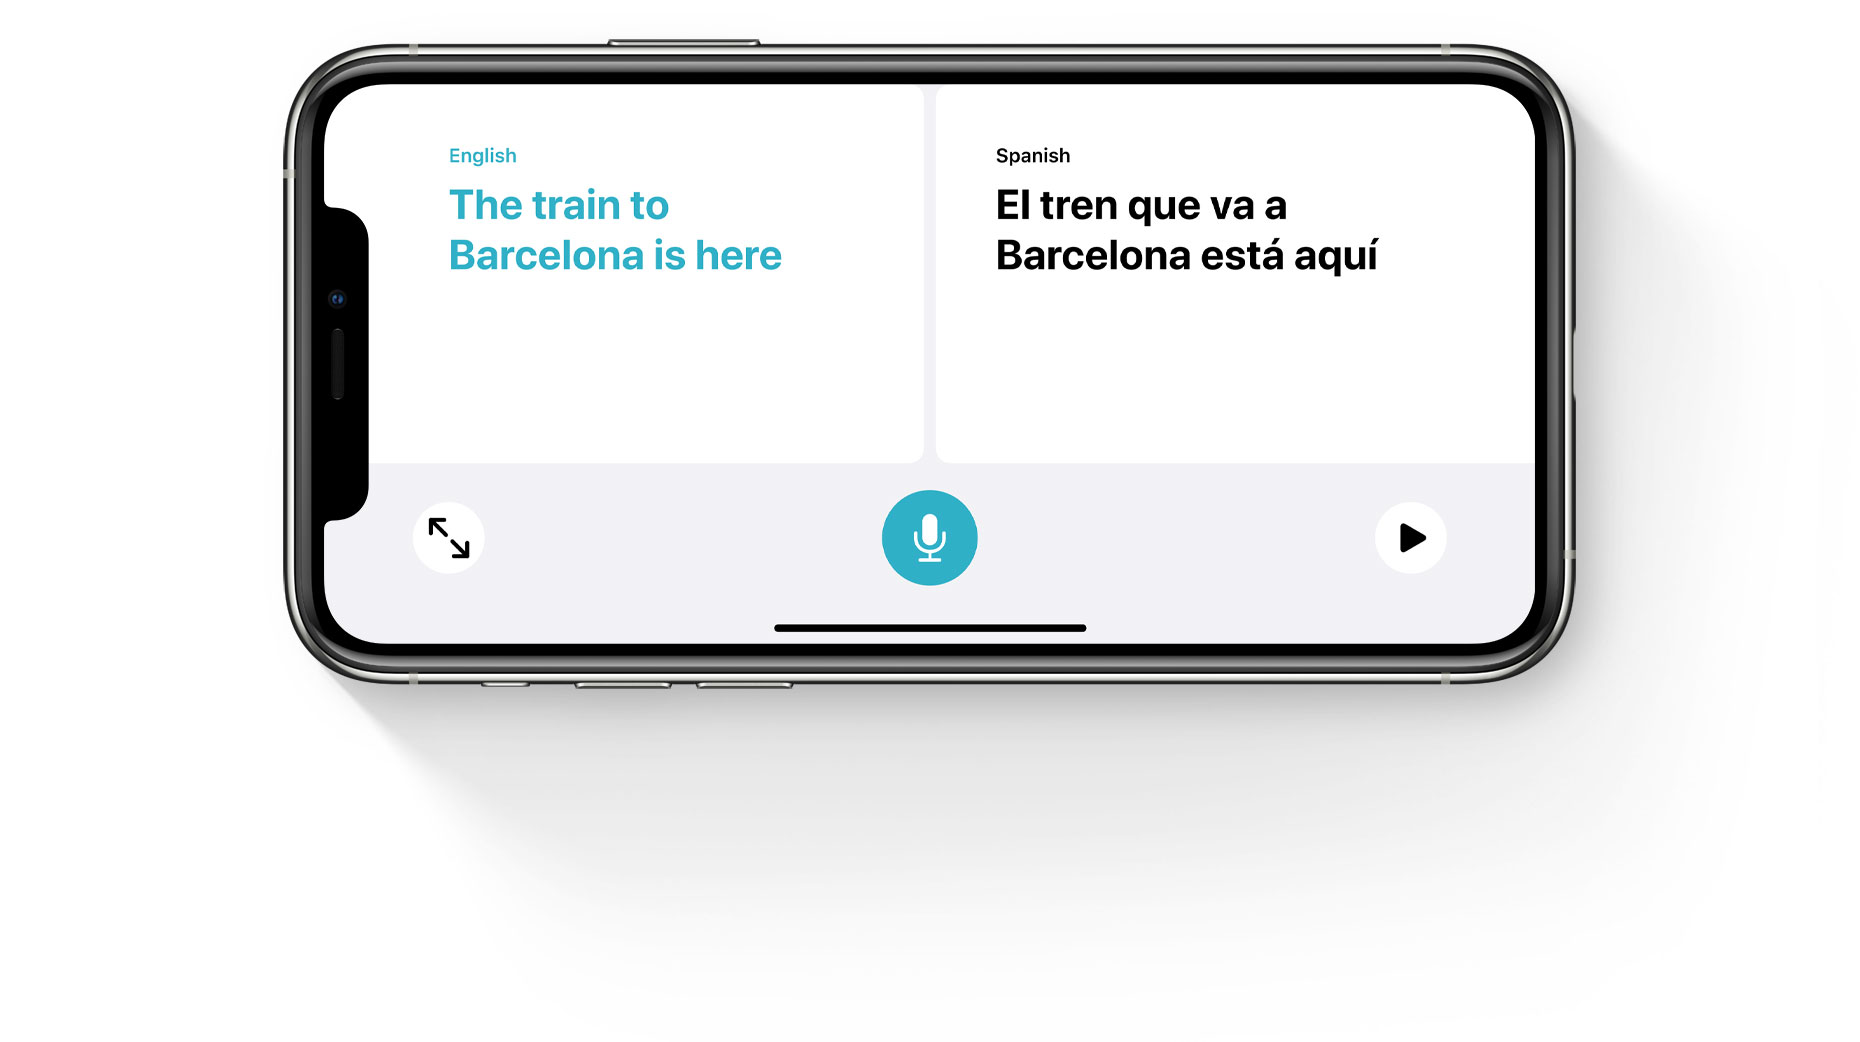 English
The train to
Barcelona is here
Spanish
El tren que va a
Barcelona está aquí